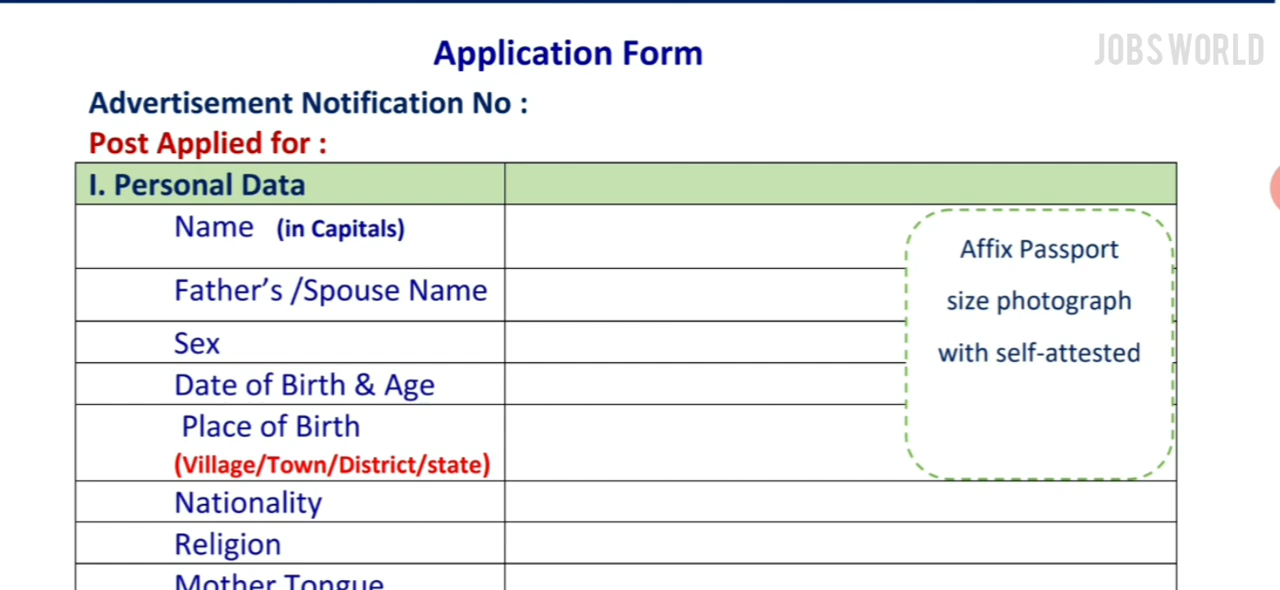 JOBS WORLD
Application Form
Advertisement Notification No :
Post Applied for :
I. Personal Data
Name (in Capitals)
Father's /Spouse Name
Sex
Date of Birth & Age
Place of Birth
(Village/Town/District/state)
Nationality
Religion
Mother Tongue
Affix Passport
size photograph
with self-attested